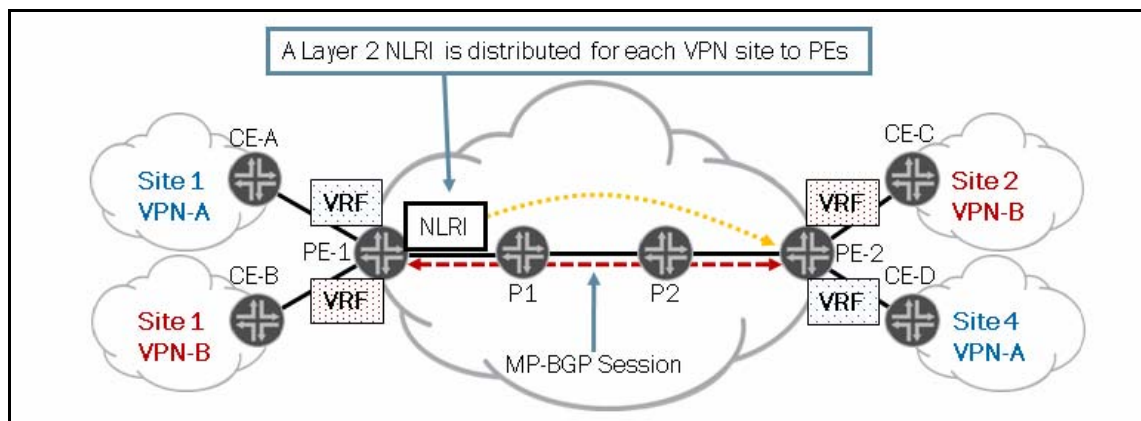 A Layer 2 NLRI is distributed for each VPN site to PEs
CE-A
CE-C
Site 1
VPN-A
VRF
NLRI
VRF
Site 2
VPN-B
PE-1
PE-2
CE-B
VRF
P1
P2
VRF
CE-D
Site 1
VPN-B
MP-BGP Session
Site 4
VPN-A